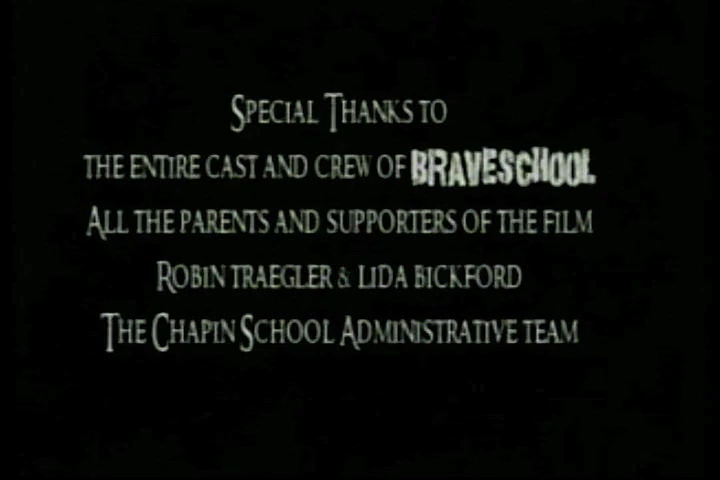 SPECIAL THANKS TO
THE ENTIRE CAST AND CREW OF BRAVESCHOOL
ALL THE PARENTS AND SUPPORTERS OF THE FILM
ROBIN TRAEGLER & LIDA BICKFORD
THE CHAPIN SCHOOL ADMINISTRATIVE TEAM